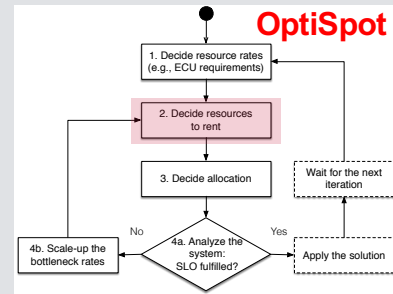 OptiSpot
1. Decide resource rates
(e.g., ECU requirements)
2. Decide resources
to rent
3. Decide allocation
Wait for the next
iteration
No
4a. Analyze the
system:
SLO fulfilled?
Yes
4b. Scale-up the
bottleneck rates
Apply the solution